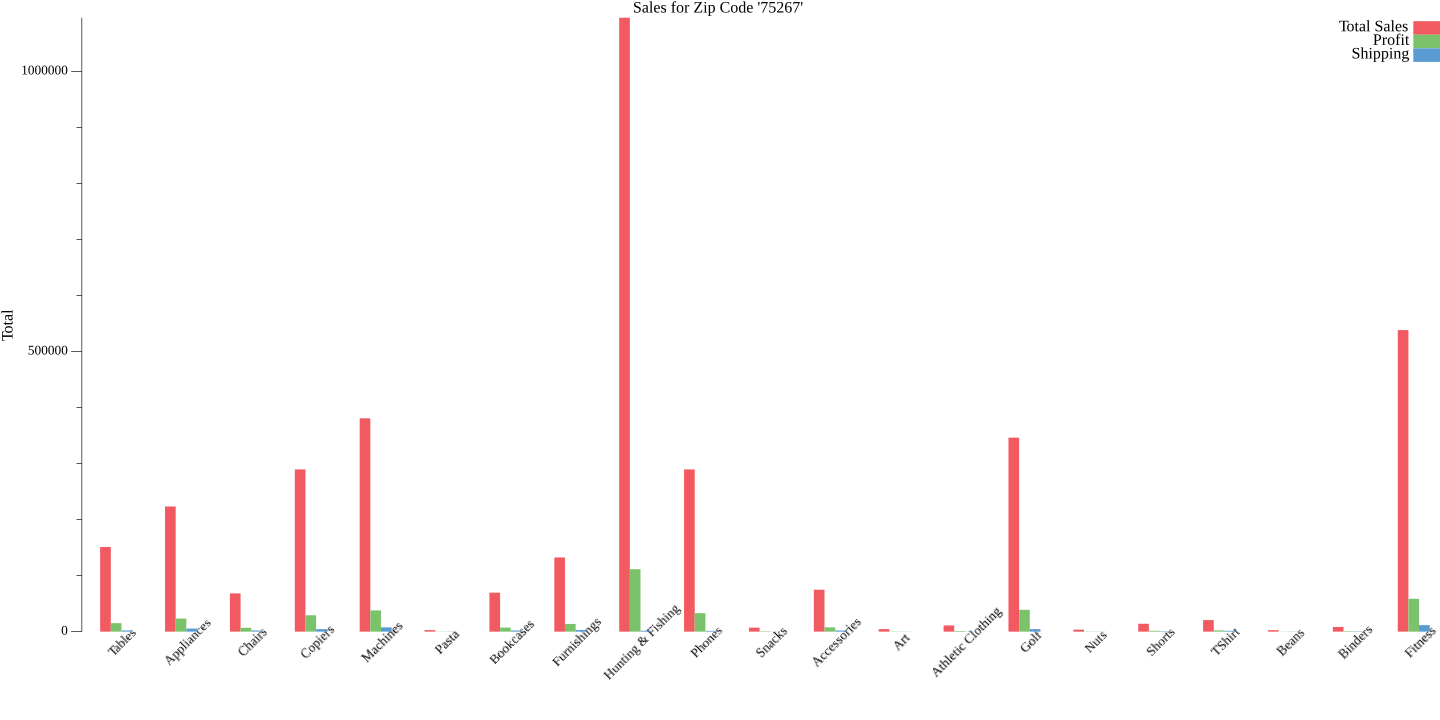 Sales for Zip Code '75267'
Total Sales
Profit
Shipping
Total
1000000
500000
0
Tables
Appliances
Chairs
Copiers
Machines
Pasta
Bookcases
Furnishings
Hunting & Fishing
Phones
Snacks
Accessories
Art
Athletic Clothing
Golf
Nuts
Shorts
TShirt
Beans
Binders
Fitness